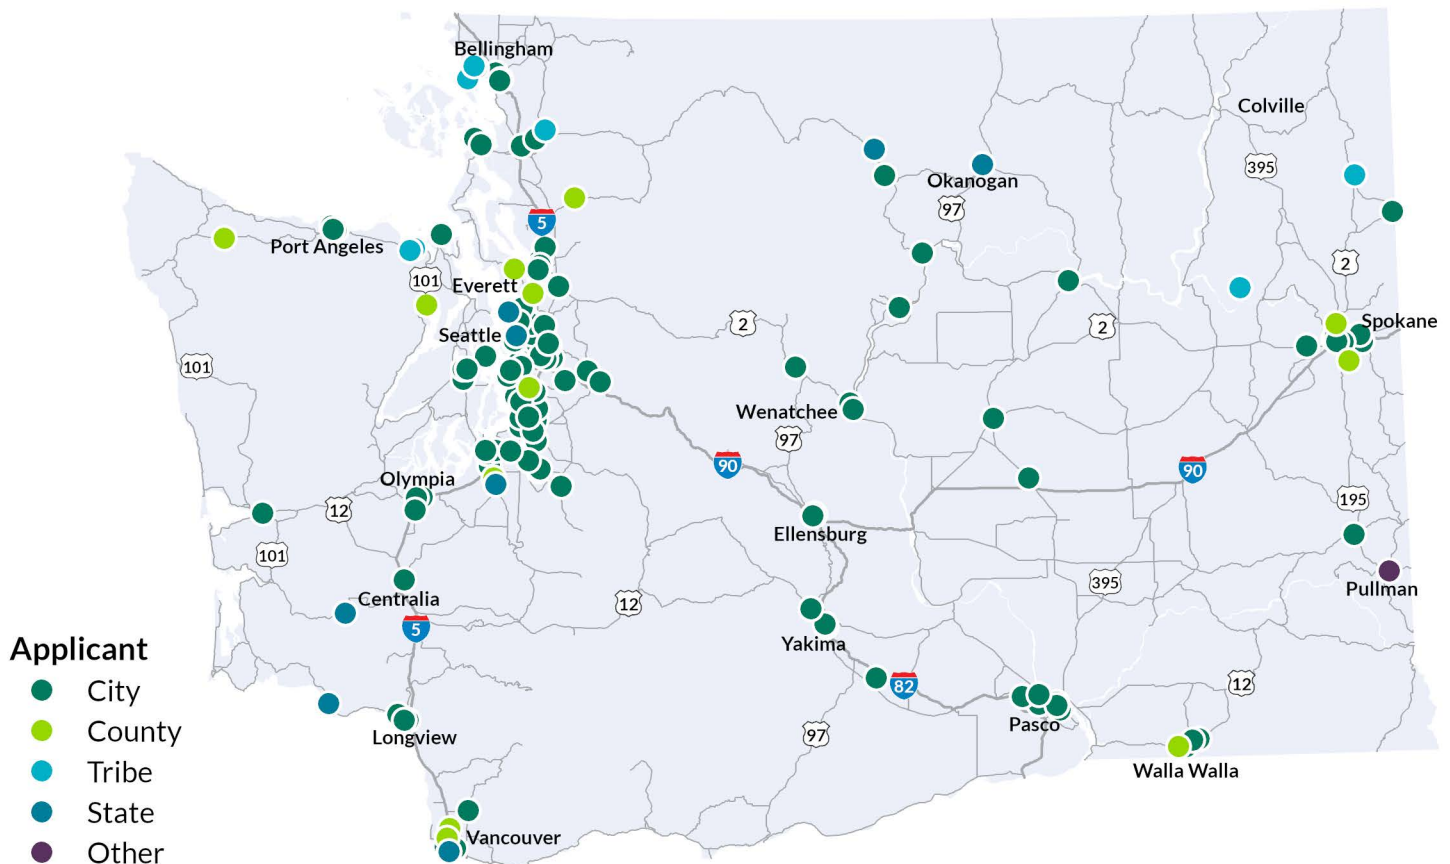 Bellingham
Colville
395
Okanogan
97
5
Port Angeles
101
Everett
2
Seattle
2
2
Spokane
101
Wenatchee
97
90
90
Olympia
12
195
Ellensburg
101
395
Pullman
Centralia
12
5
Yakima
82
12
Pasco
Longview
97
Walla Walla
Vancouver
Applicant
City
County
Tribe
State
Other